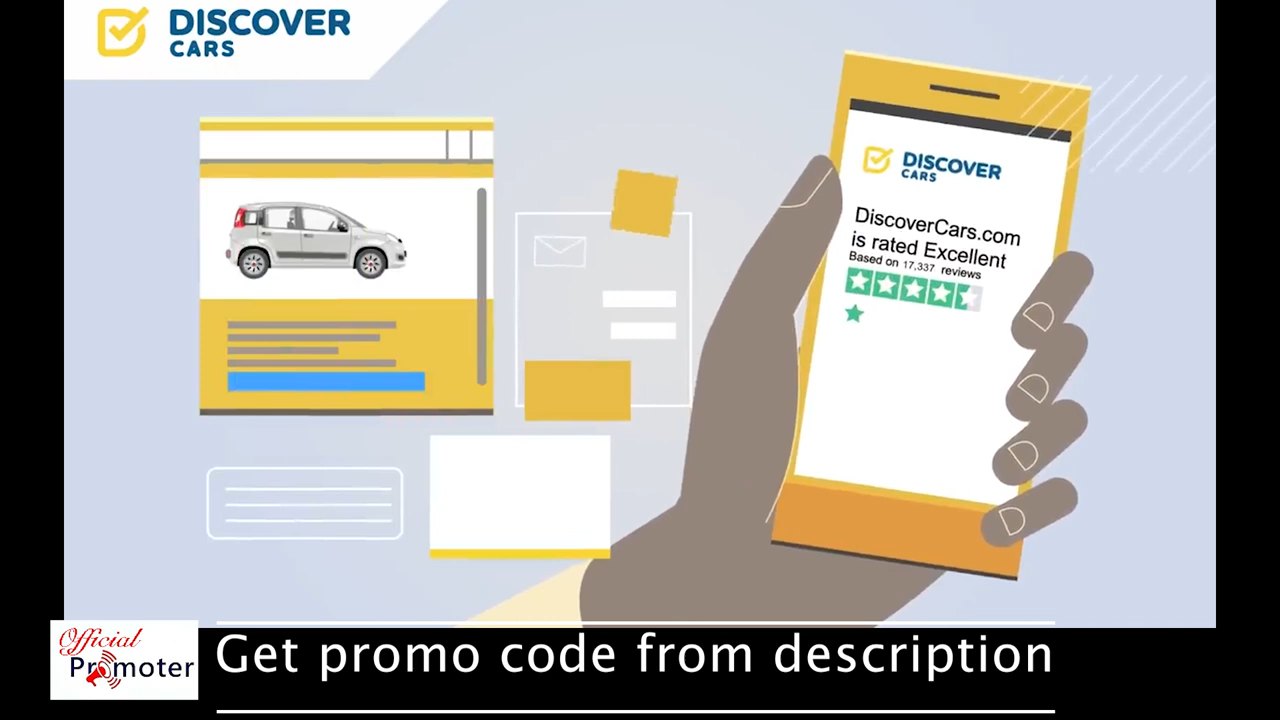 DISCOVER
CARS
DISCOVER
CARS
DiscoverCars.com
is rated Excellent
Based on 17,337 reviews
Official
Promoter
Get promo code from description